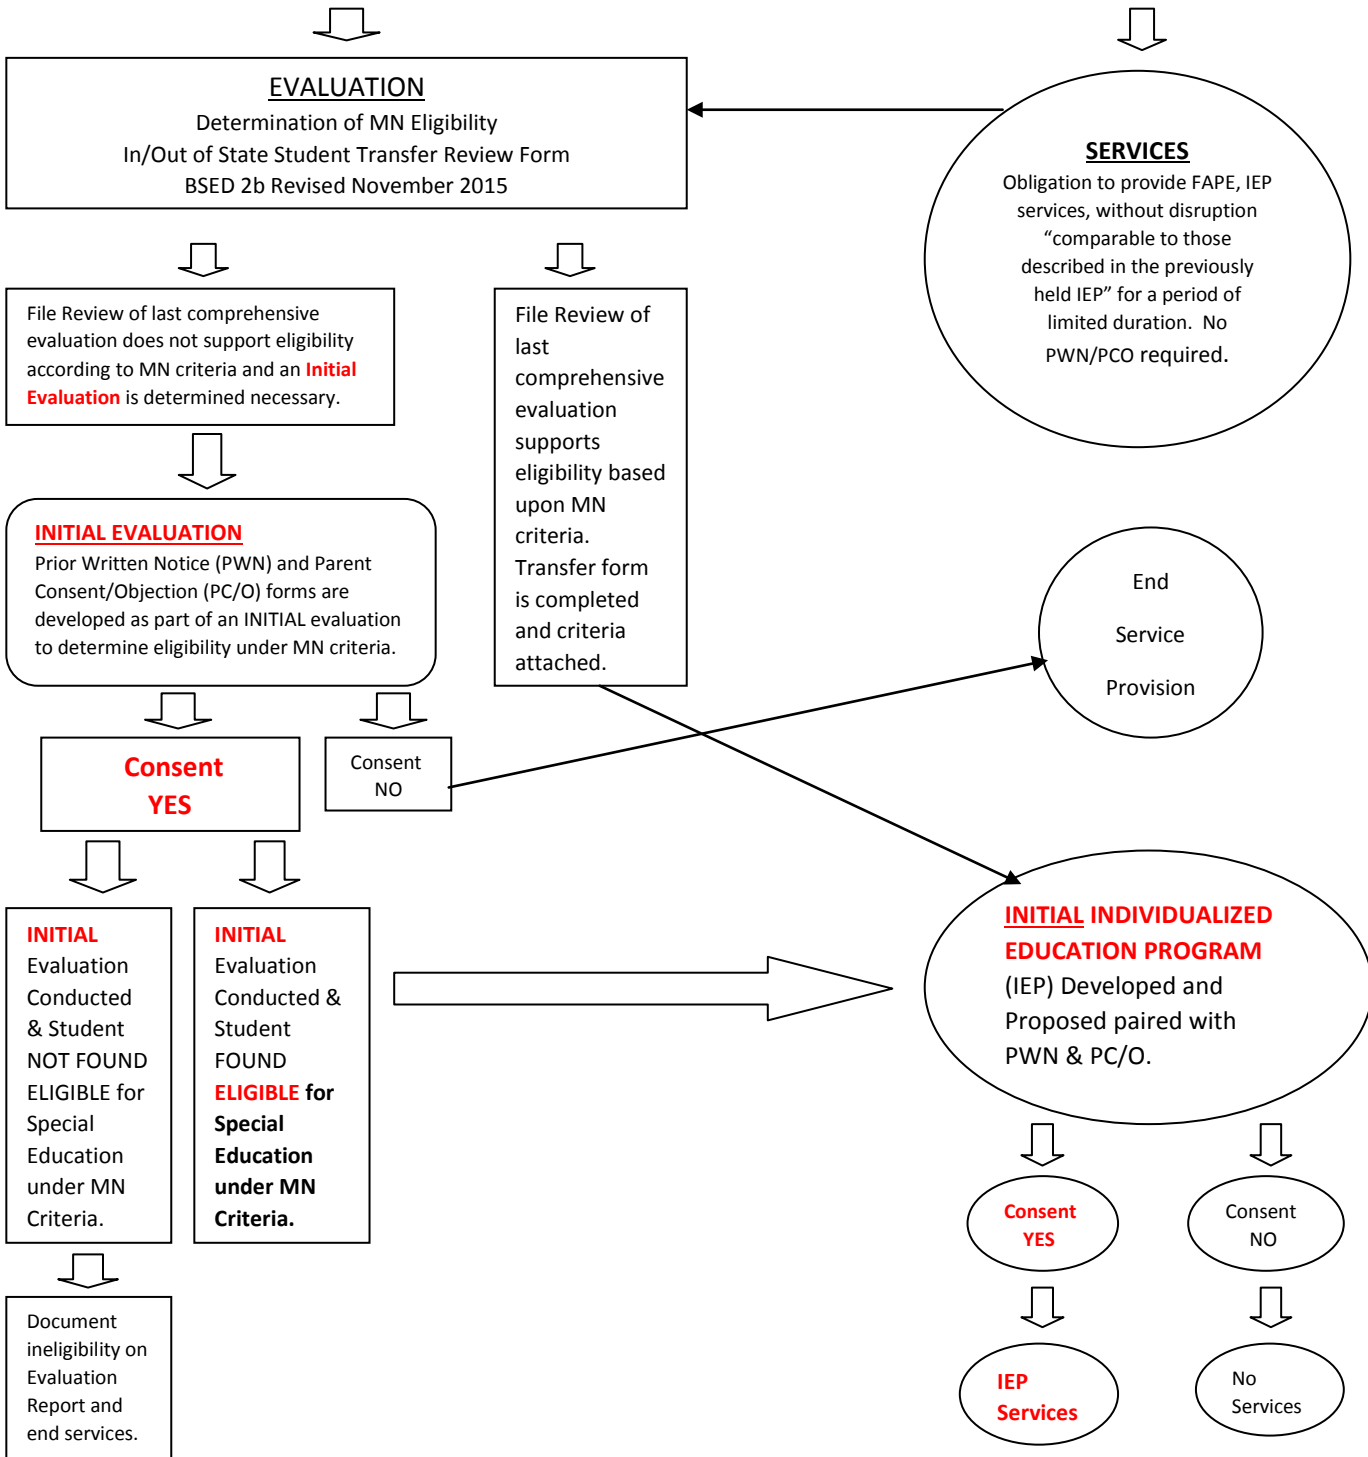 EVALUATION
Determination of MN Eligibility
In/Out of State Student Transfer Review Form
BSED 2b Revised November 2015
SERVICES
Obligation to provide FAPE, IEP
services, without disruption
“comparable to those
described in the previously
held IEP” for a period of
limited duration. No
PWN/PCO required.
File Review of last comprehensive
evaluation does not support eligibility
according to MN criteria and an Initial
Evaluation is determined necessary.
File Review of
last
comprehensive
evaluation
supports
eligibility based
upon MN
criteria.
Transfer form
is completed
and criteria
attached.
INITIAL EVALUATION
Prior Written Notice (PWN) and Parent
Consent/Objection (PC/O) forms are
developed as part of an INITIAL evaluation
to determine eligibility under MN criteria.
End
Service
Provision
Consent
YES
Consent
NO
INITIAL
Evaluation
Conducted
& Student
NOT FOUND
ELIGIBLE for
Special
Education
under MN
Criteria.
INITIAL
Evaluation
Conducted &
Student
FOUND
ELIGIBLE for
Special
Education
under MN
Criteria.
INITIAL INDIVIDUALIZED
EDUCATION PROGRAM
(IEP) Developed and
Proposed paired with
PWN & PC/O.
Consent
YES
Consent
NO
Document
ineligibility on
Evaluation
Report and
end services.
IEP
Services
No
Services